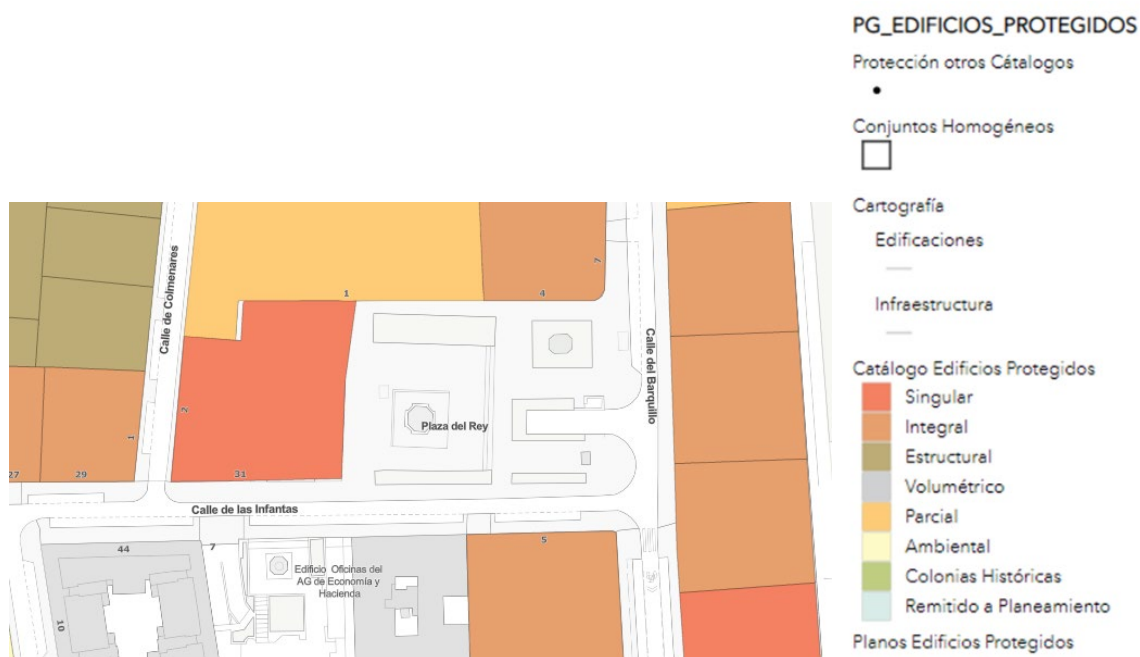 PG_EDIFICIOS_PROTEGIDOS
Protección otros Cátalogos
Conjuntos Homogéneos
Cartografía
Edificaciones
Infraestructura
Catálogo Edificios Protegidos
Singular
Integral
Estructural
Volumétrico
Parcial
Ambiental
Colonias Históricas
Remitido a Planeamiento
Planos Edificios Protegidos
Calle de Colmenares
1
4
7
Calle del Barquillo
2
Plaza del Rey
1
27
29
31
Calle de las Infantas
44
7
5
Edificio Oficinas del
AG de Economía y
Hacienda
10